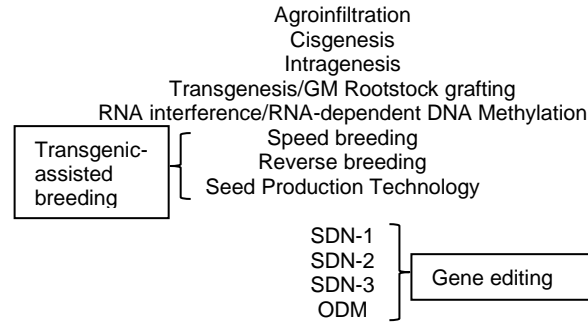 Agroinfiltration
Cisgenesis
Intragenesis
Transgenesis/GM Rootstock grafting
RNA interference/RNA-dependent DNA Methylation
Transgenic-
assisted
breeding
Speed breeding
Reverse breeding
Seed Production Technology
SDN-1
SDN-2
SDN-3
ODM
Gene editing